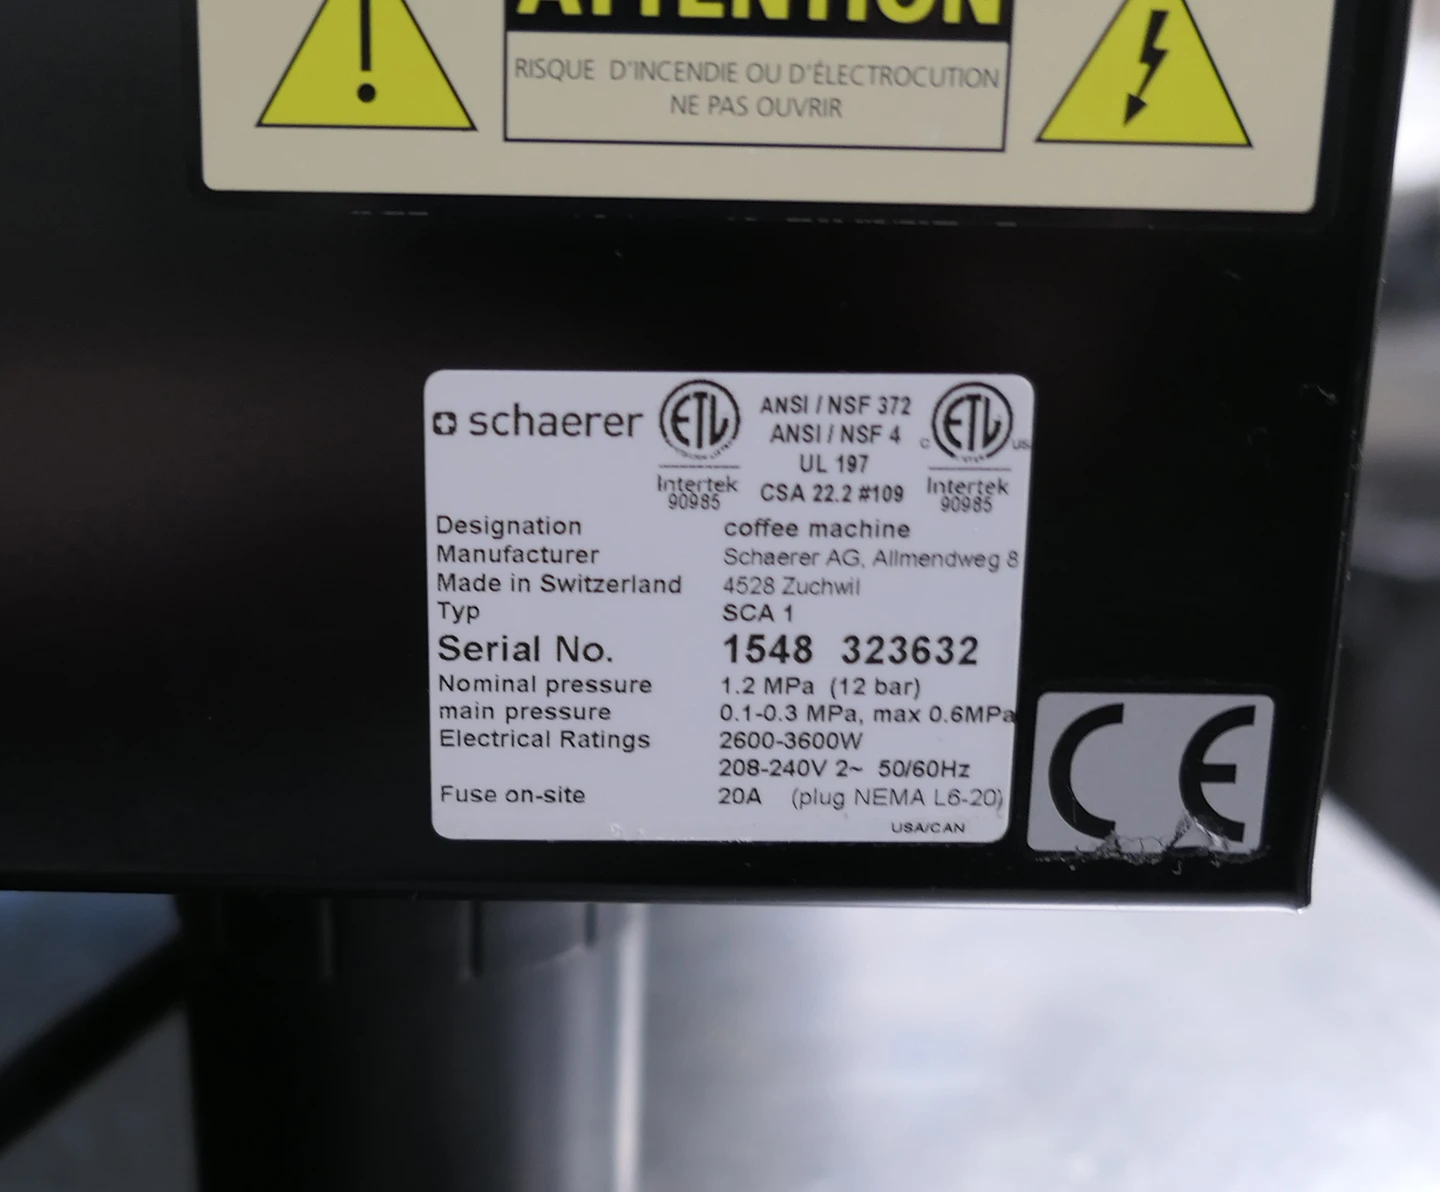 ATTENTION
RISQUE D'INCENDIE OU D'ÉLECTROCUTION
NE PAS OUVRIR
schaerer
ETL
Intertek
90985
ANSI / NSF 372
ANSI / NSF 4
UL 197
CSA 22.2 #109
C ETL US
Intertek
90985
Designation coffee machine
Manufacturer Schaerer AG, Allmendweg 8
Made in Switzerland 4528 Zuchwil
Typ SCA 1
Serial No. 1548 323632
Nominal pressure 1.2 MPa (12 bar)
main pressure 0.1-0.3 MPa, max 0.6MPa
Electrical Ratings 2600-3600W
208-240V 2~ 50/60Hz
Fuse on-site 20A (plug NEMA L6-20)
USA/CAN
CE